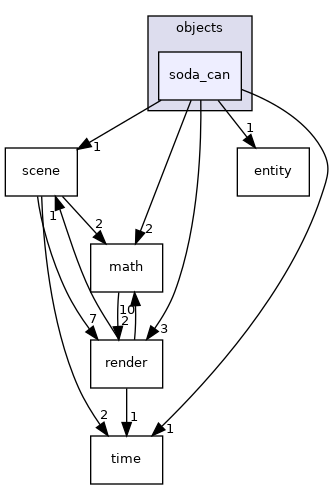 objects
soda_can
1
1
scene
entity
1
2
2
math
10
2
7
3
render
2
1
1
time